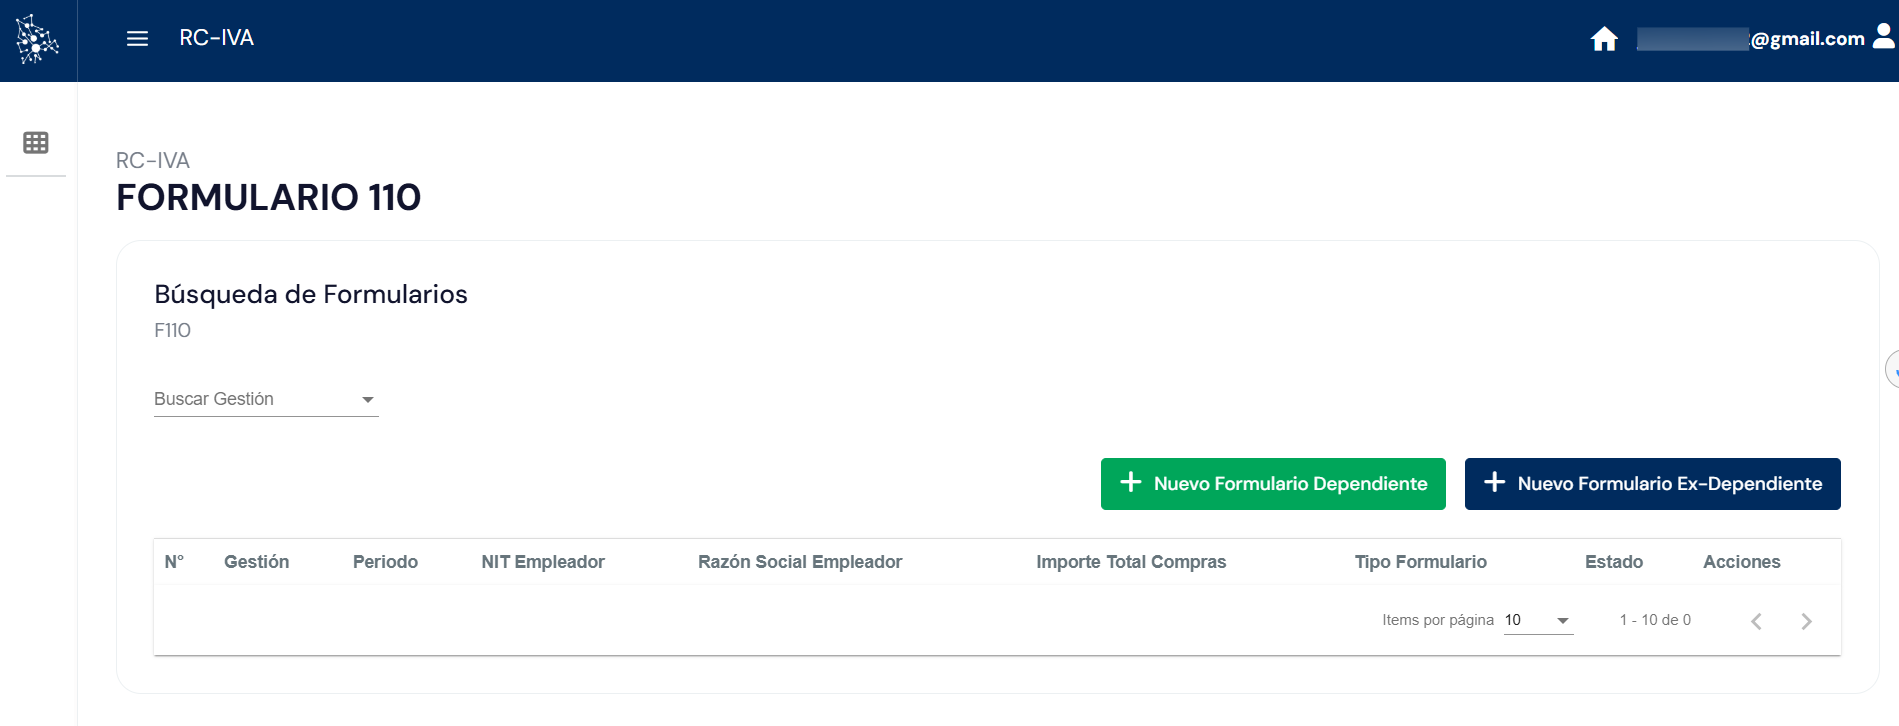 RC-IVA
@gmail.com
RC-IVA
FORMULARIO 110
Búsqueda de Formularios
F110
Buscar Gestión
Nuevo Formulario Dependiente
Nuevo Formulario Ex-Dependiente
N° Gestión Periodo NIT Empleador Razón Social Empleador Importe Total Compras Tipo Formulario Estado Acciones
Items por página 10 1 - 10 de 0